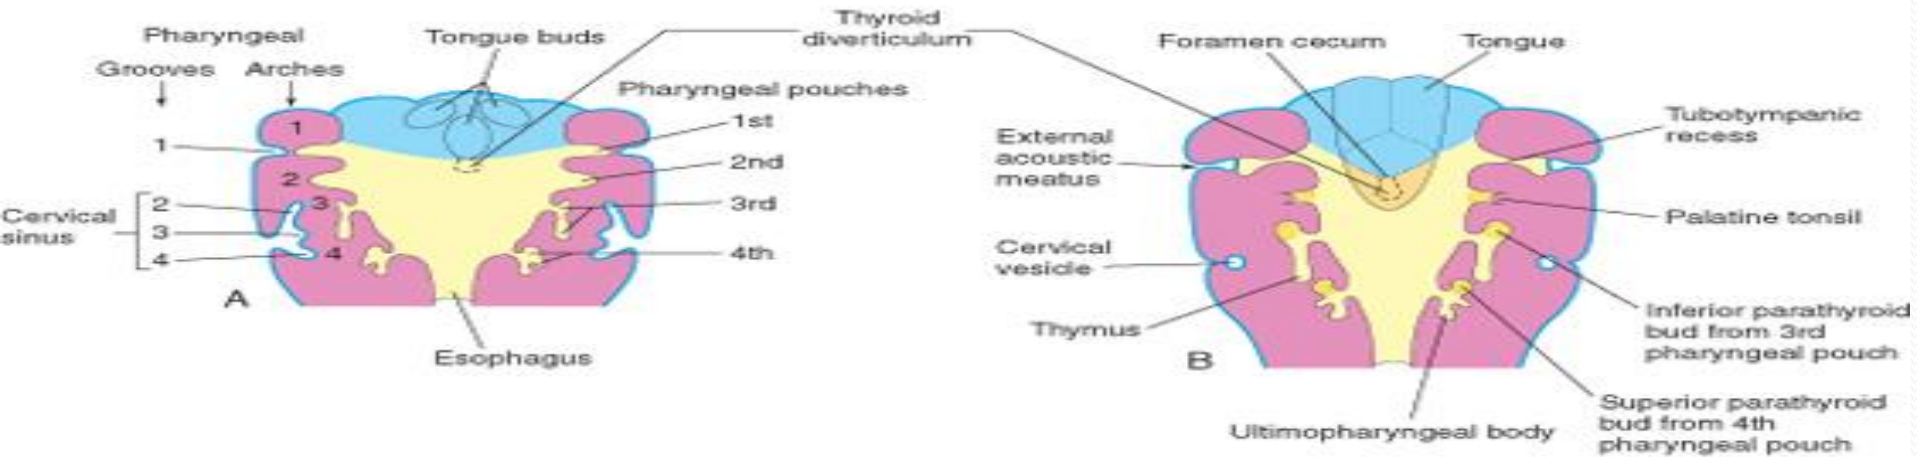 Pharyngeal
Grooves Arches
Tongue buds
Thyroid
diverticulum
Pharyngeal pouches
1st
2nd
3rd
4th
1
2
3
4
1
Cervical
sinus
2
3
4
A
Esophagus
Foramen cecum
Tongue
External
acoustic
meatus
Tubotympanic
recess
Palatine tonsil
Cervical
vesicle
Thymus
B
Inferior parathyroid
bud from 3rd
pharyngeal pouch
Superior parathyroid
bud from 4th
pharyngeal pouch
Ultimopharyngeal body